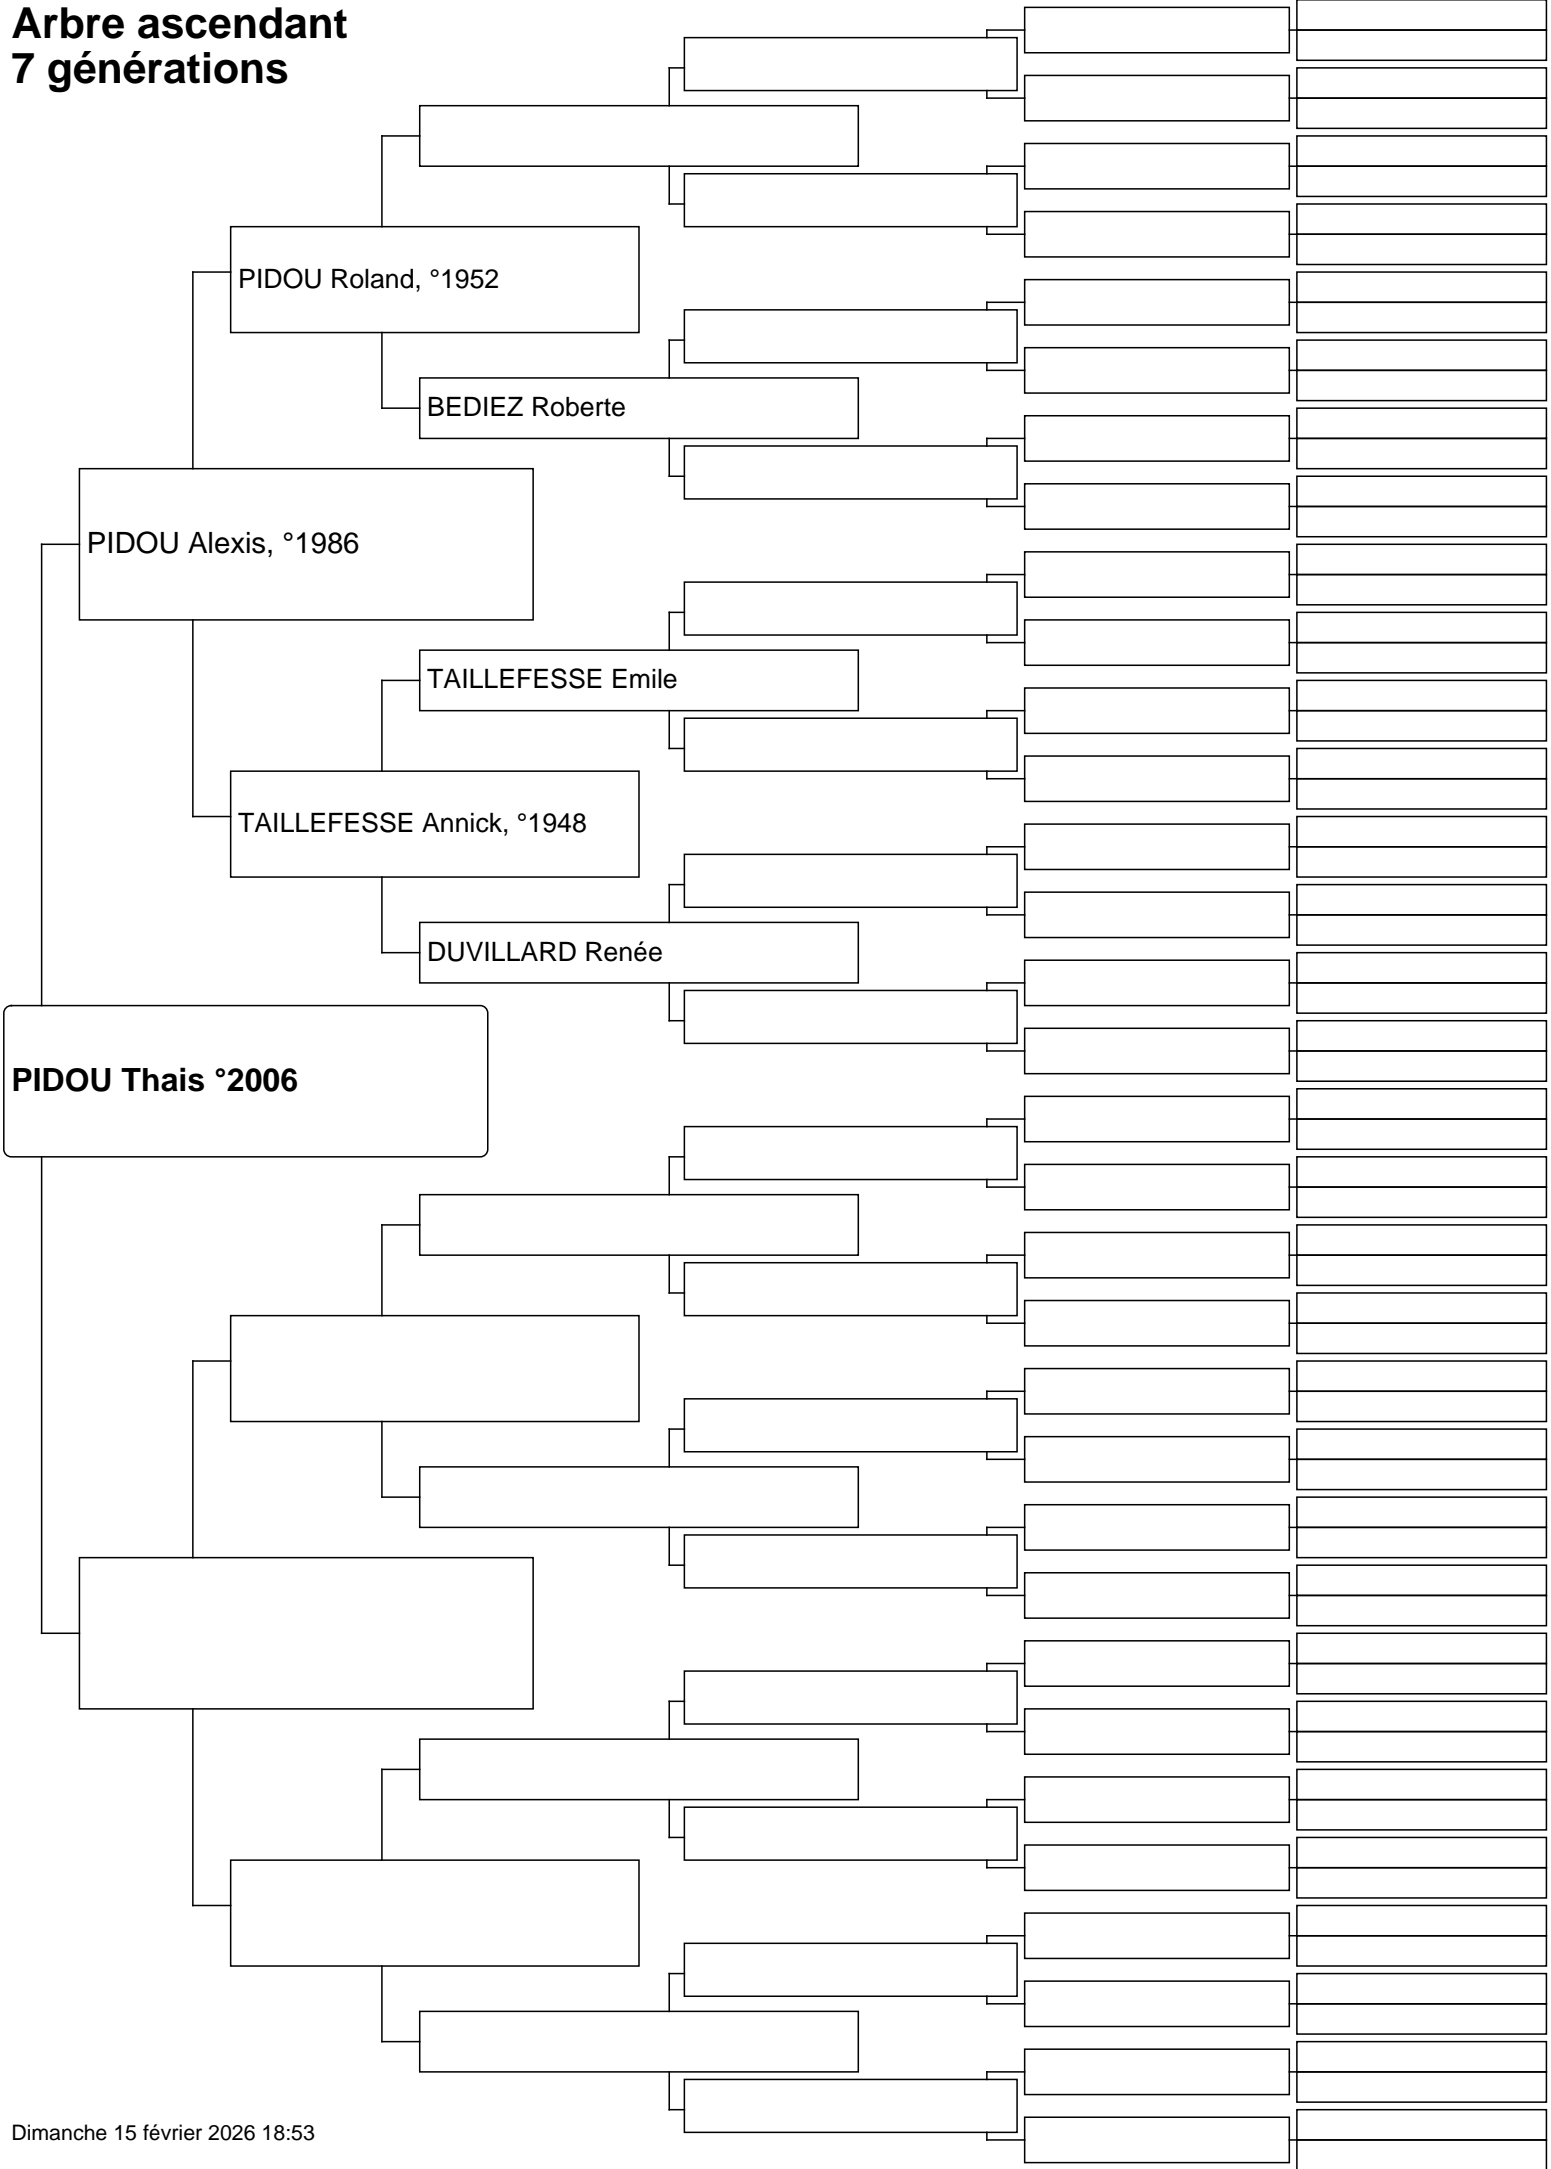 Arbre ascendant
7 générations
PIDOU Roland, °1952
BEDIEZ Roberte
PIDOU Alexis, °1986
TAILLEFESSE Emile
TAILLEFESSE Annick, °1948
DUVILLARD Renée
PIDOU Thais °2006
Dimanche 15 février 2026 18:53